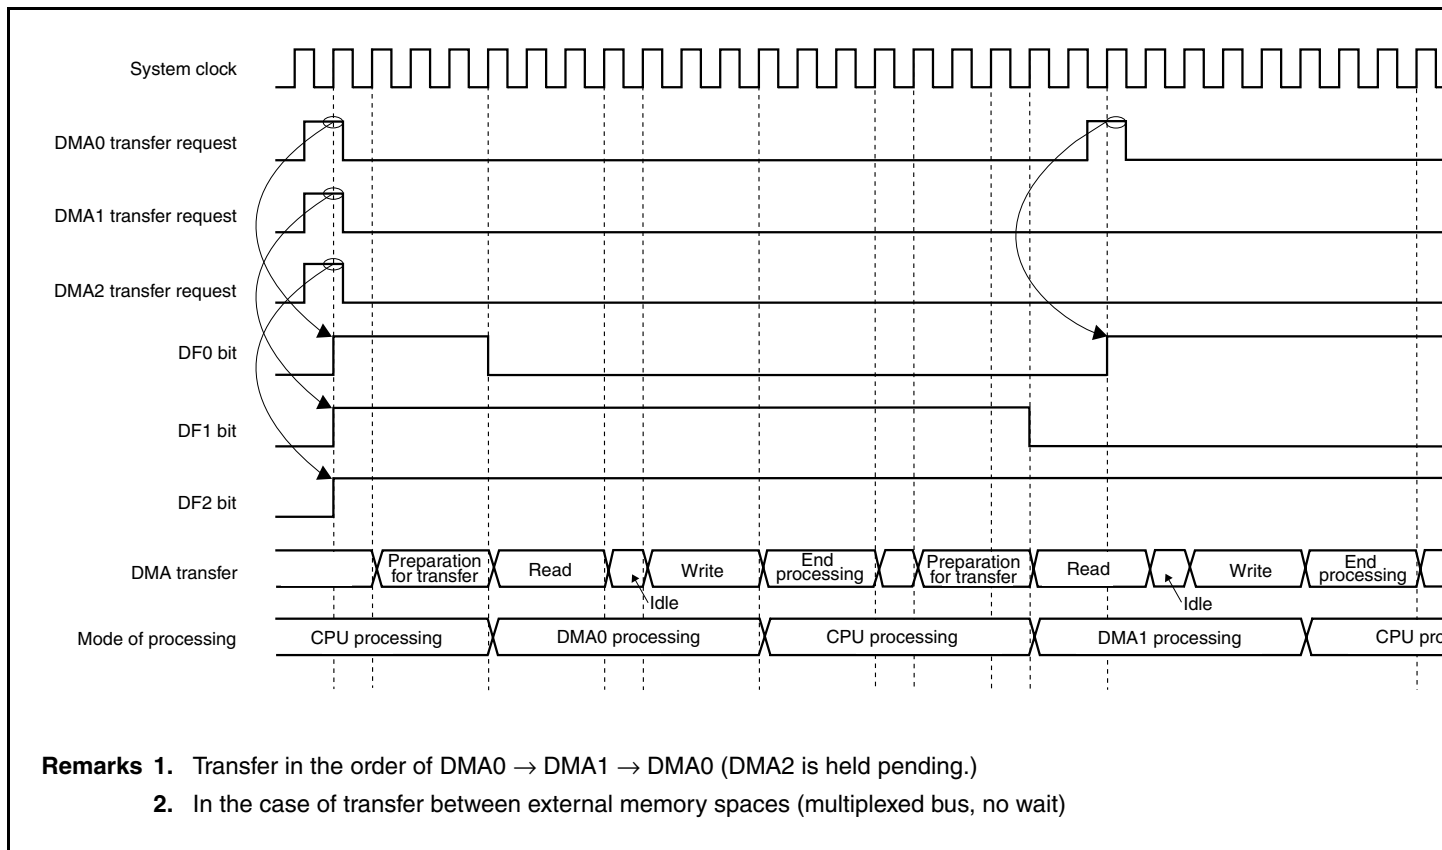 System clock
DMA0 transfer request
DMA1 transfer request
DMA2 transfer request
DF0 bit
DF1 bit
DF2 bit
DMA transfer
Preparation
for transfer
Read
Idle
Write
End
processing
Preparation
for transfer
Read
Idle
Write
End
processing
Mode of processing
CPU processing
DMA0 processing
CPU processing
DMA1 processing
CPU pro
Remarks 1. Transfer in the order of DMA0 → DMA1 → DMA0 (DMA2 is held pending.)
2. In the case of transfer between external memory spaces (multiplexed bus, no wait)